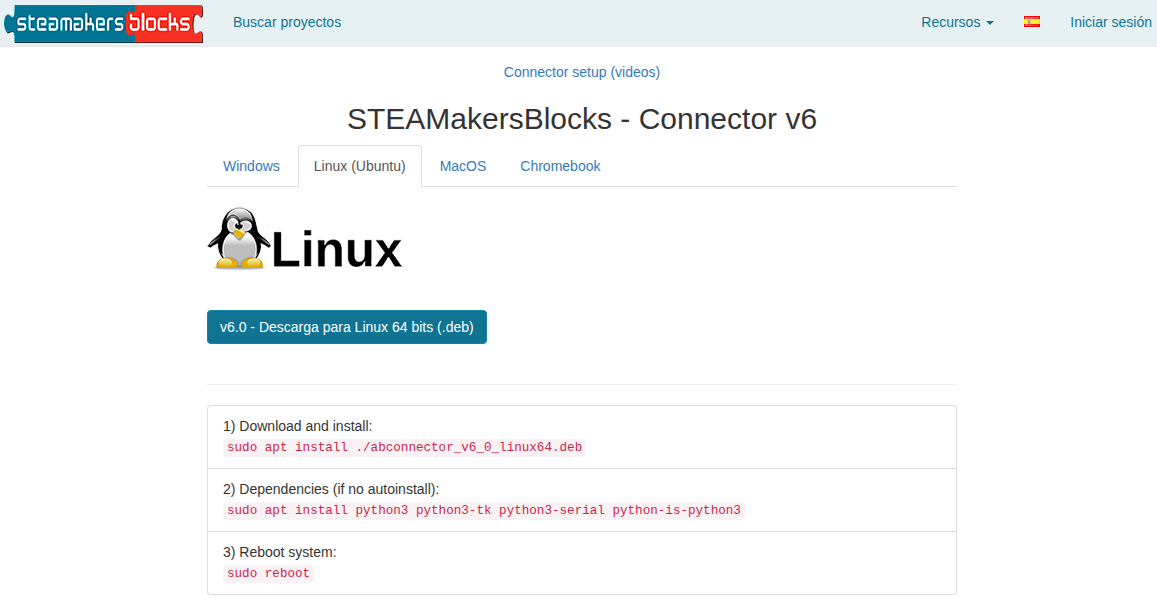 steamakers blocks Buscar proyectos Recursos Iniciar sesión
Connector setup (videos)
STEAMakersBlocks - Connector v6
Windows Linux (Ubuntu) MacOS Chromebook
Linux
v6.0 - Descarga para Linux 64 bits (.deb)
1) Download and install:
sudo apt install ./abconnector_v6_0_linux64.deb
2) Dependencies (if no autoinstall):
sudo apt install python3 python3-tk python3-serial python-is-python3
3) Reboot system:
sudo reboot